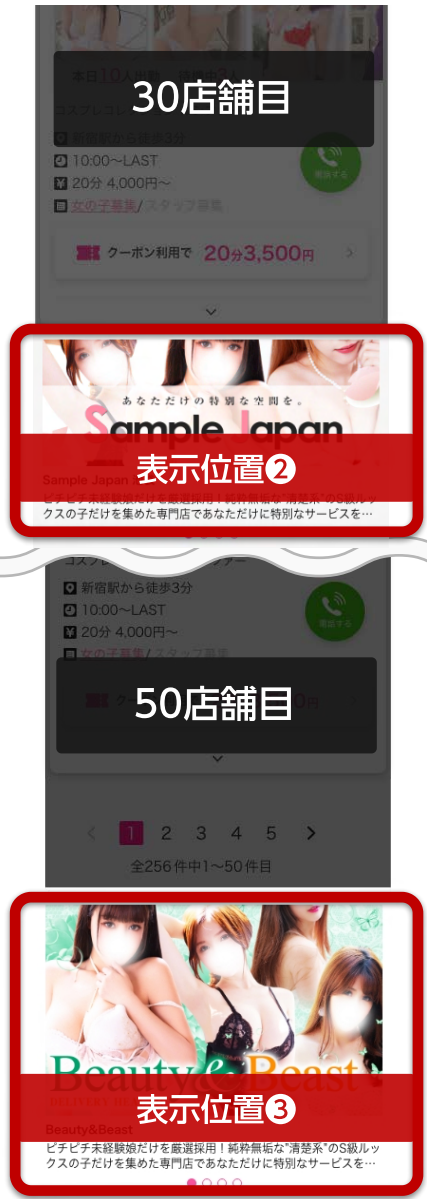 本日10人出勤
30店舗目
新宿駅から徒歩3分
10:00〜LAST
20分 4,000円〜
女の子募集/スタッフ募集
電話する
クーポン利用で 20分3,500円
あなただけの特別な空間を。
Sample Japan
表示位置❷
Sample Japan
ピチピチ未経験娘だけを厳選採用！純粋無垢な"清楚系"のS級ルッ
クスの子だけを集めた専門店であなただけに特別なサービスを…
新宿駅から徒歩3分
10:00〜LAST
20分 4,000円〜
電話する
女の子募集/スタッフ募集
50店舗目
1 2 3 4 5
全256件中1〜50件目
Beauty&Beast
表示位置❸
Beauty&Beast
ピチピチ未経験娘だけを厳選採用！純粋無垢な"清楚系"のS級ルッ
クスの子だけを集めた専門店であなただけに特別なサービスを…